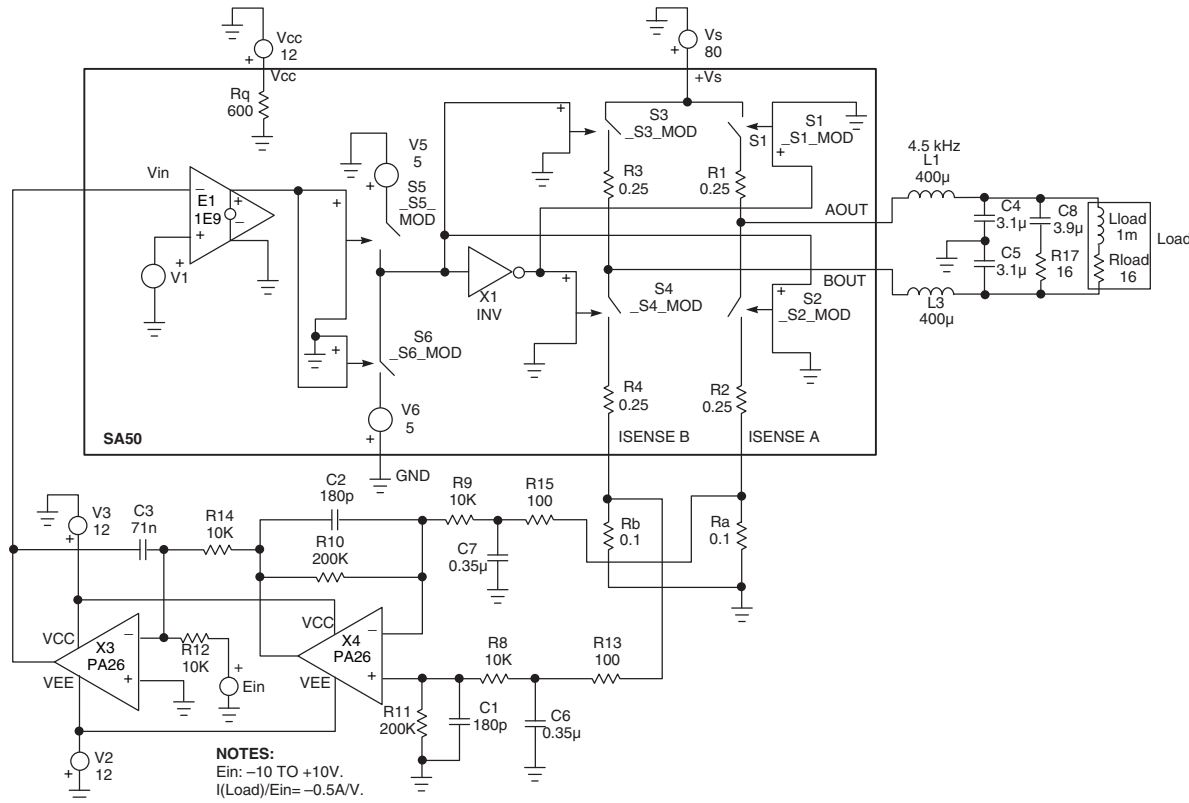 Vcc
12
Vcc
Rq
600
Vs
80
+Vs
S3
_S3_MOD
S1
S1
_S1_MOD
R3
0.25
R1
0.25
Vin
E1
1E9
V1
V5
5
S5
_S5_
MOD
X1
INV
S6
_S6_MOD
V6
5
S4
_S4_MOD
S2
_S2_MOD
R4
0.25
R2
0.25
AOUT
BOUT
4.5 kHz
L1
400µ
L3
400µ
C4
3.1µ
C5
3.1µ
C8
3.9µ
R17
16
Lload
1m
Rload
16
Load
SA50
GND
ISENSE B
ISENSE A
V3
12
C3
71n
R14
10K
C2
180p
R10
200K
R9
10K
R15
100
C7
0.35µ
Rb
0.1
Ra
0.1
VCC
X3
PA26
VEE
R12
10K
Ein
VCC
X4
PA26
VEE
R8
10K
R13
100
R11
200K
C1
180p
C6
0.35µ
V2
12
NOTES:
Ein: –10 TO +10V.
I(Load)/Ein= –0.5A/V.